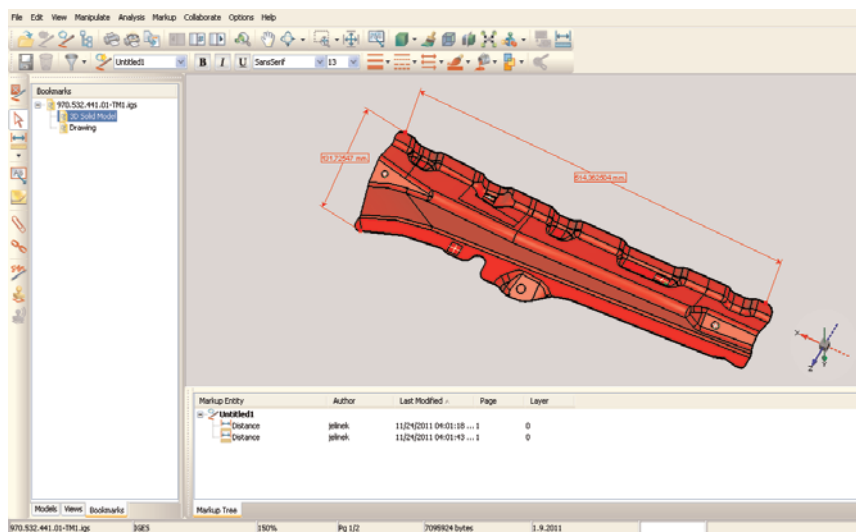 File Edit View Manipulate Analysis Markup Collaborate Options Help
Untitled1 B I U SansSerif 13
Bookmarks
970.532.441.01-TM1.igs
3D Solid Model
Drawing
514,362504 mm.
Markup Entity Author Last Modified Page Layer
Untitled1
Distance jelinek 11/24/2011 04:01:18 ... 1 0
Distance jelinek 11/24/2011 04:01:43 ... 1 0
Models Views Bookmarks Markup Tree
970.532.441.01-TM1.igs IGES 150% Pg 1/2 7095924 bytes 1.9.2011
X
Z
Y